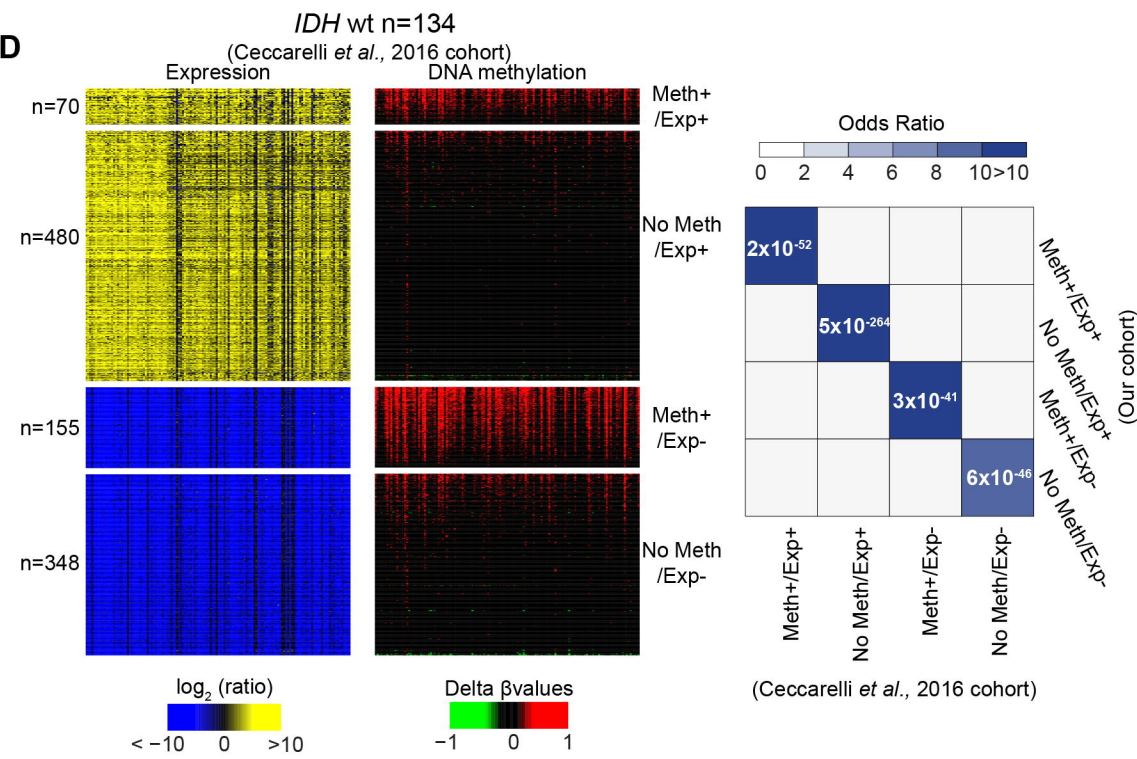 D
IDH wt n=134
(Ceccarelli et al., 2016 cohort)
Expression
DNA methylation
n=70
n=480
n=155
n=348
Meth+
/Exp+
No Meth
/Exp+
Meth+
/Exp-
No Meth
/Exp-
log₂ (ratio)
< −10 0 >10
Delta βvalues
−1 0 1
Odds Ratio
0 2 4 6 8 10 >10
2x10⁻⁵²
5x10⁻²⁶⁴
3x10⁻⁴¹
6x10⁻⁴⁶
Meth+/Exp+
No Meth/Exp+
Meth+/Exp-
No Meth/Exp-
(Our cohort)
Meth+/Exp+
No Meth/Exp+
Meth+/Exp-
No Meth/Exp-
(Ceccarelli et al., 2016 cohort)